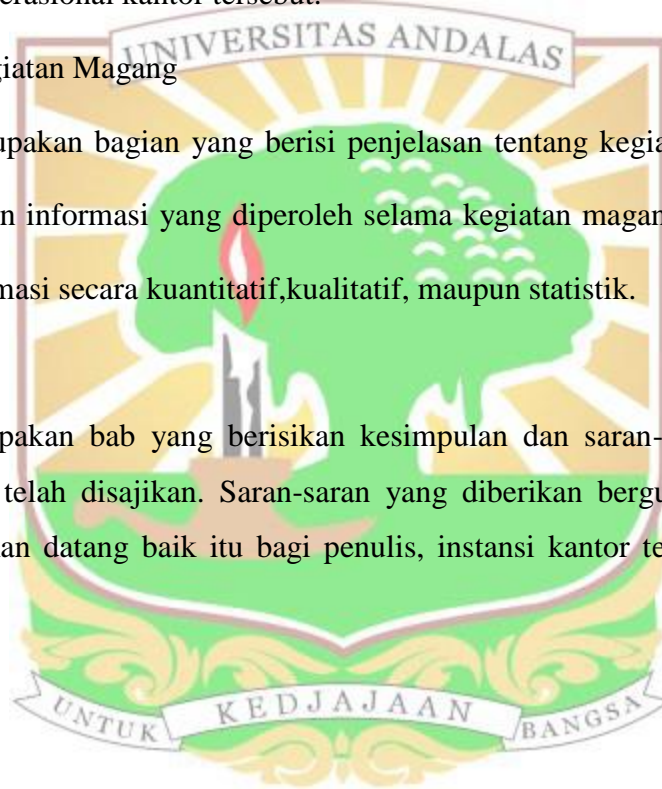 erasional kantor tersebut.
UNIVERSITAS ANDALAS
giatan Magang
upakan bagian yang berisi penjelasan tentang kegia
n informasi yang diperoleh selama kegiatan magan
masi secara kuantitatif,kualitatif, maupun statistik.
pakan bab yang berisikan kesimpulan dan saran-
telah disajikan. Saran-saran yang diberikan bergu
an datang baik itu bagi penulis, instansi kantor te
UNTUK KEDJAJAAN BANGSA